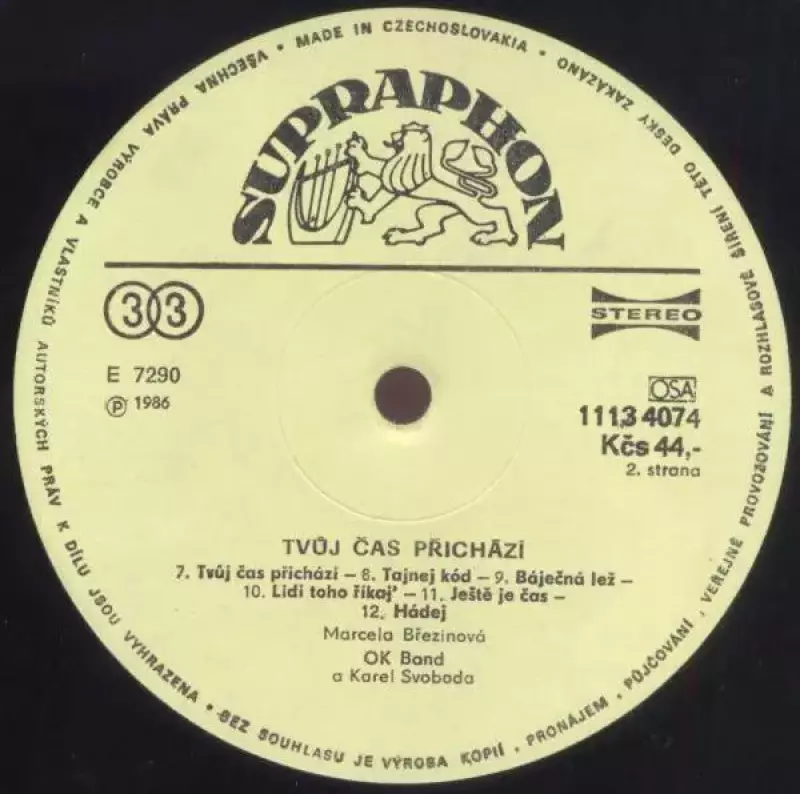 VŠECHNA PRÁVA VÝROBCE A VLASTNÍKŮ AUTORSKÝCH PRÁV K DÍLU JSOU VYHRAZENA • BEZ SOUHLASU JE VÝROBA KOPIÍ, PRONÁJEM, PŮJČOVÁNÍ, VEŘEJNÉ PROVOZOVÁNÍ A ROZHLASOVÉ ŠÍŘENÍ TÉTO DESKY ZAKÁZÁNO • MADE IN CZECHOSLOVAKIA •
SUPRAPHON
33
STEREO
E 7290
Ⓟ 1986
OSA
1113 4074
Kčs 44,-
2. strana
TVŮJ ČAS PŘICHÁZÍ
7. Tvůj čas přichází – 8. Tajnej kód – 9. Báječná lež –
10. Lidi toho říkaj' – 11. Ještě je čas –
12. Hádej
Marcela Březinová
OK Band
a Karel Svoboda